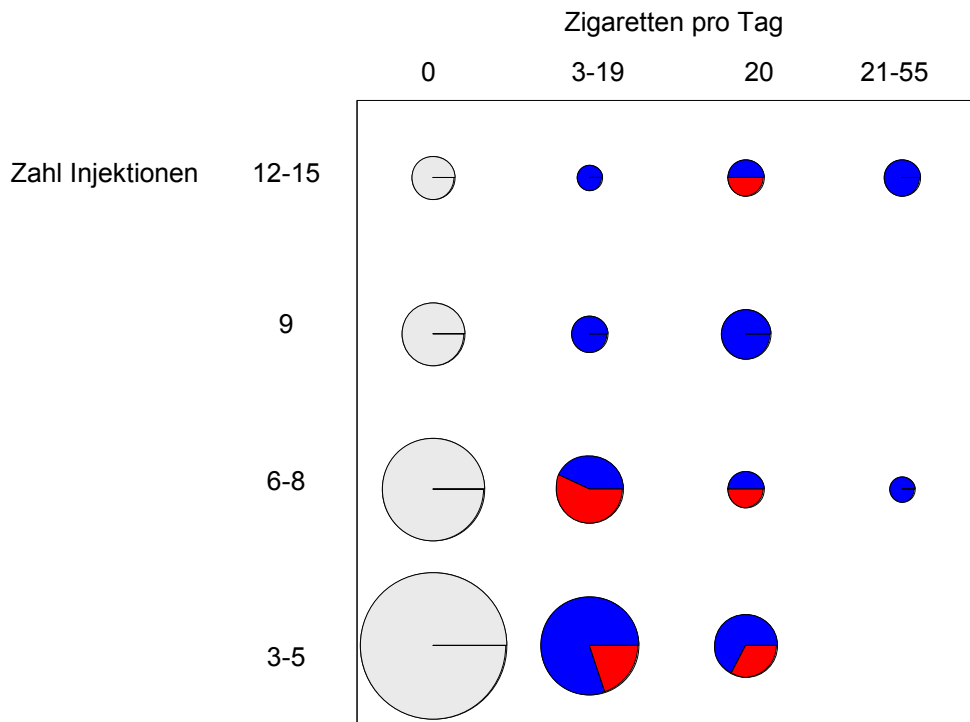 Zigaretten pro Tag
0 3-19 20 21-55
Zahl Injektionen 12-15
9
6-8
3-5